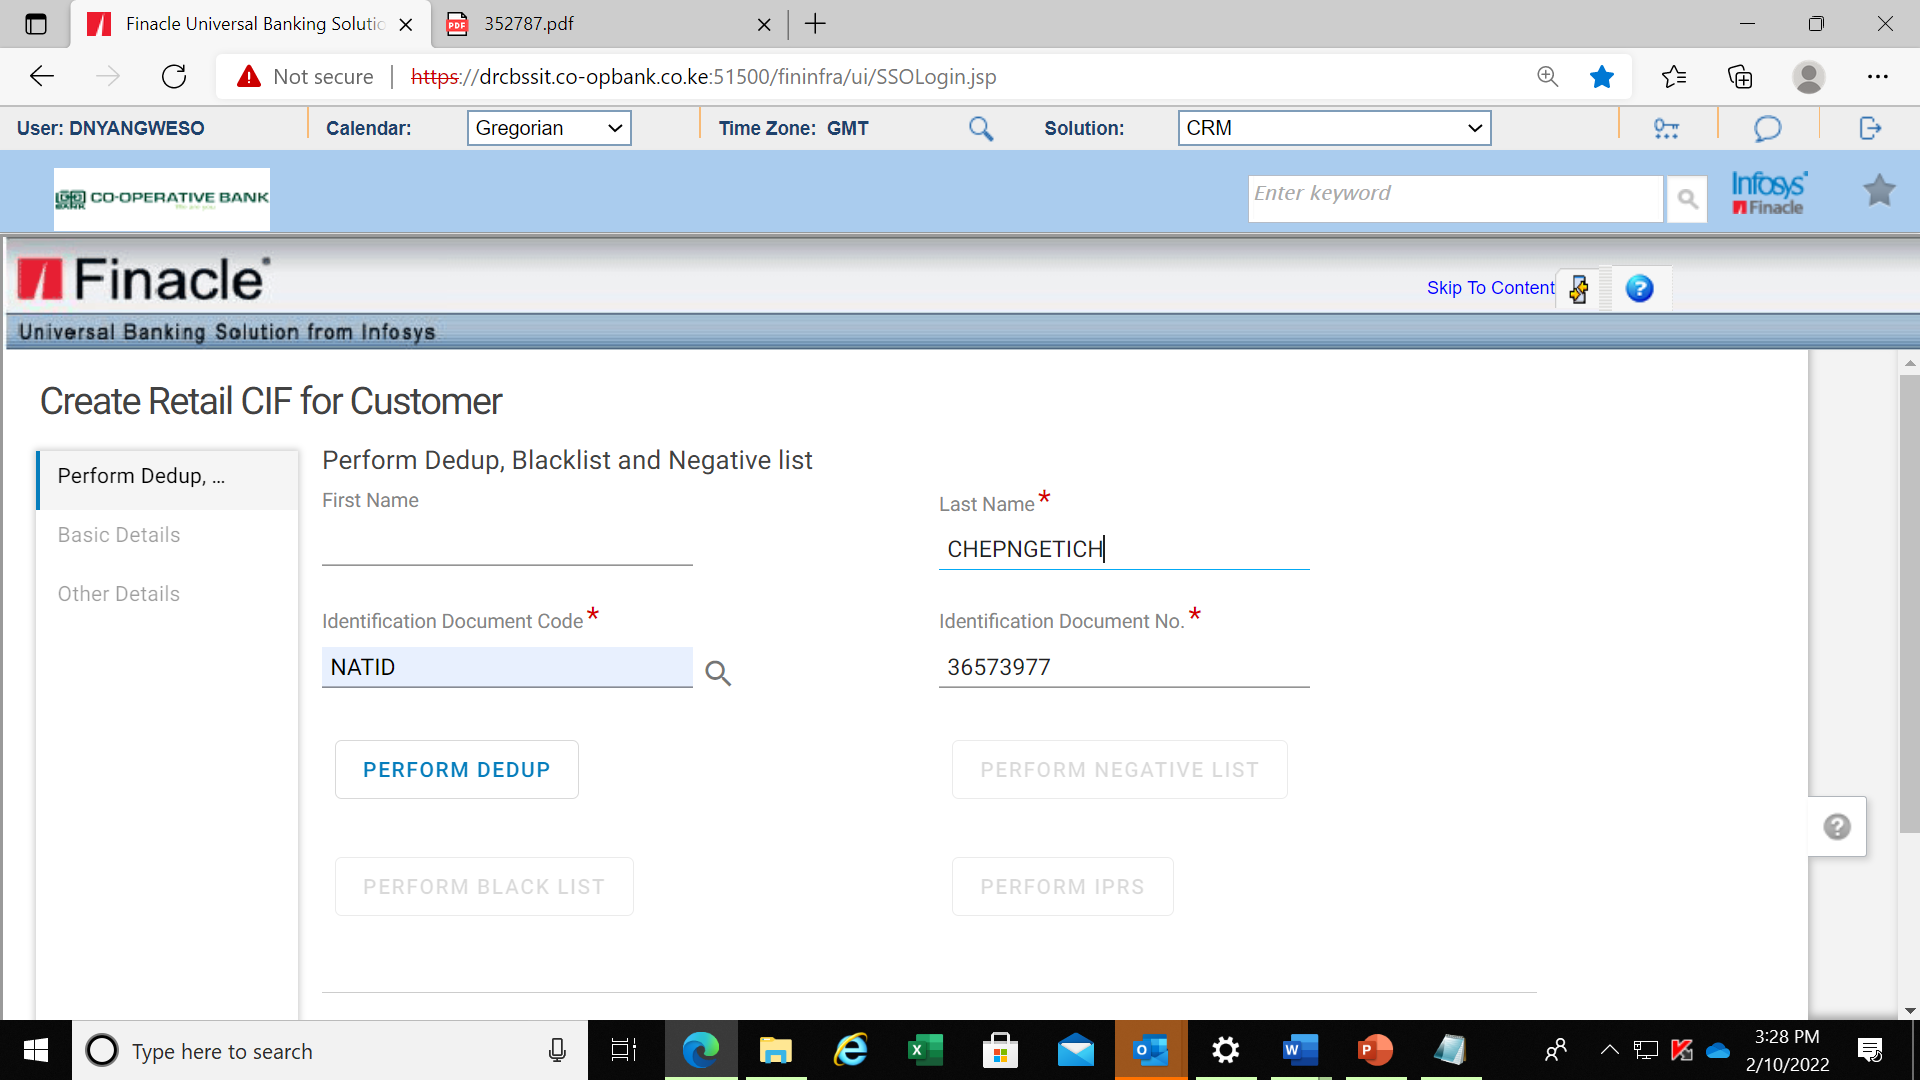 Finacle Universal Banking Solutio
352787.pdf
Not secure
https://drcbssit.co-opbank.co.ke:51500/fininfra/ui/SSOLogin.jsp
User: DNYANGWESO
Calendar:
Gregorian
Time Zone: GMT
Solution:
CRM
CO-OPERATIVE BANK
Enter keyword
Infosys
Finacle
Finacle
Skip To Content
Universal Banking Solution from Infosys
Create Retail CIF for Customer
Perform Dedup, ...
Basic Details
Other Details
Perform Dedup, Blacklist and Negative list
First Name
Last Name*
CHEPNGETICH
Identification Document Code*
Identification Document No.*
NATID
36573977
PERFORM DEDUP
PERFORM NEGATIVE LIST
PERFORM BLACK LIST
PERFORM IPRS
Type here to search
3:28 PM
2/10/2022